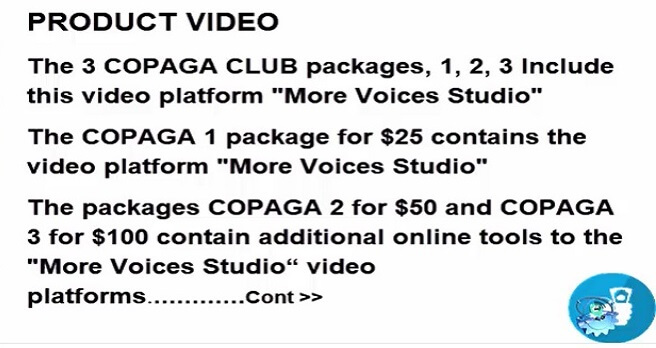 PRODUCT VIDEO
The 3 COPAGA CLUB packages, 1, 2, 3 Include
this video platform "More Voices Studio"
The COPAGA 1 package for $25 contains the
video platform "More Voices Studio"
The packages COPAGA 2 for $50 and COPAGA
3 for $100 contain additional online tools to the
"More Voices Studio“ video
platforms.............Cont >>